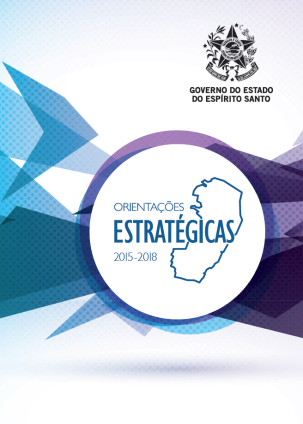 GOVERNO DO ESTADO
DO ESPÍRITO SANTO
ORIENTAÇÕES
ESTRATÉGICAS
2015-2018